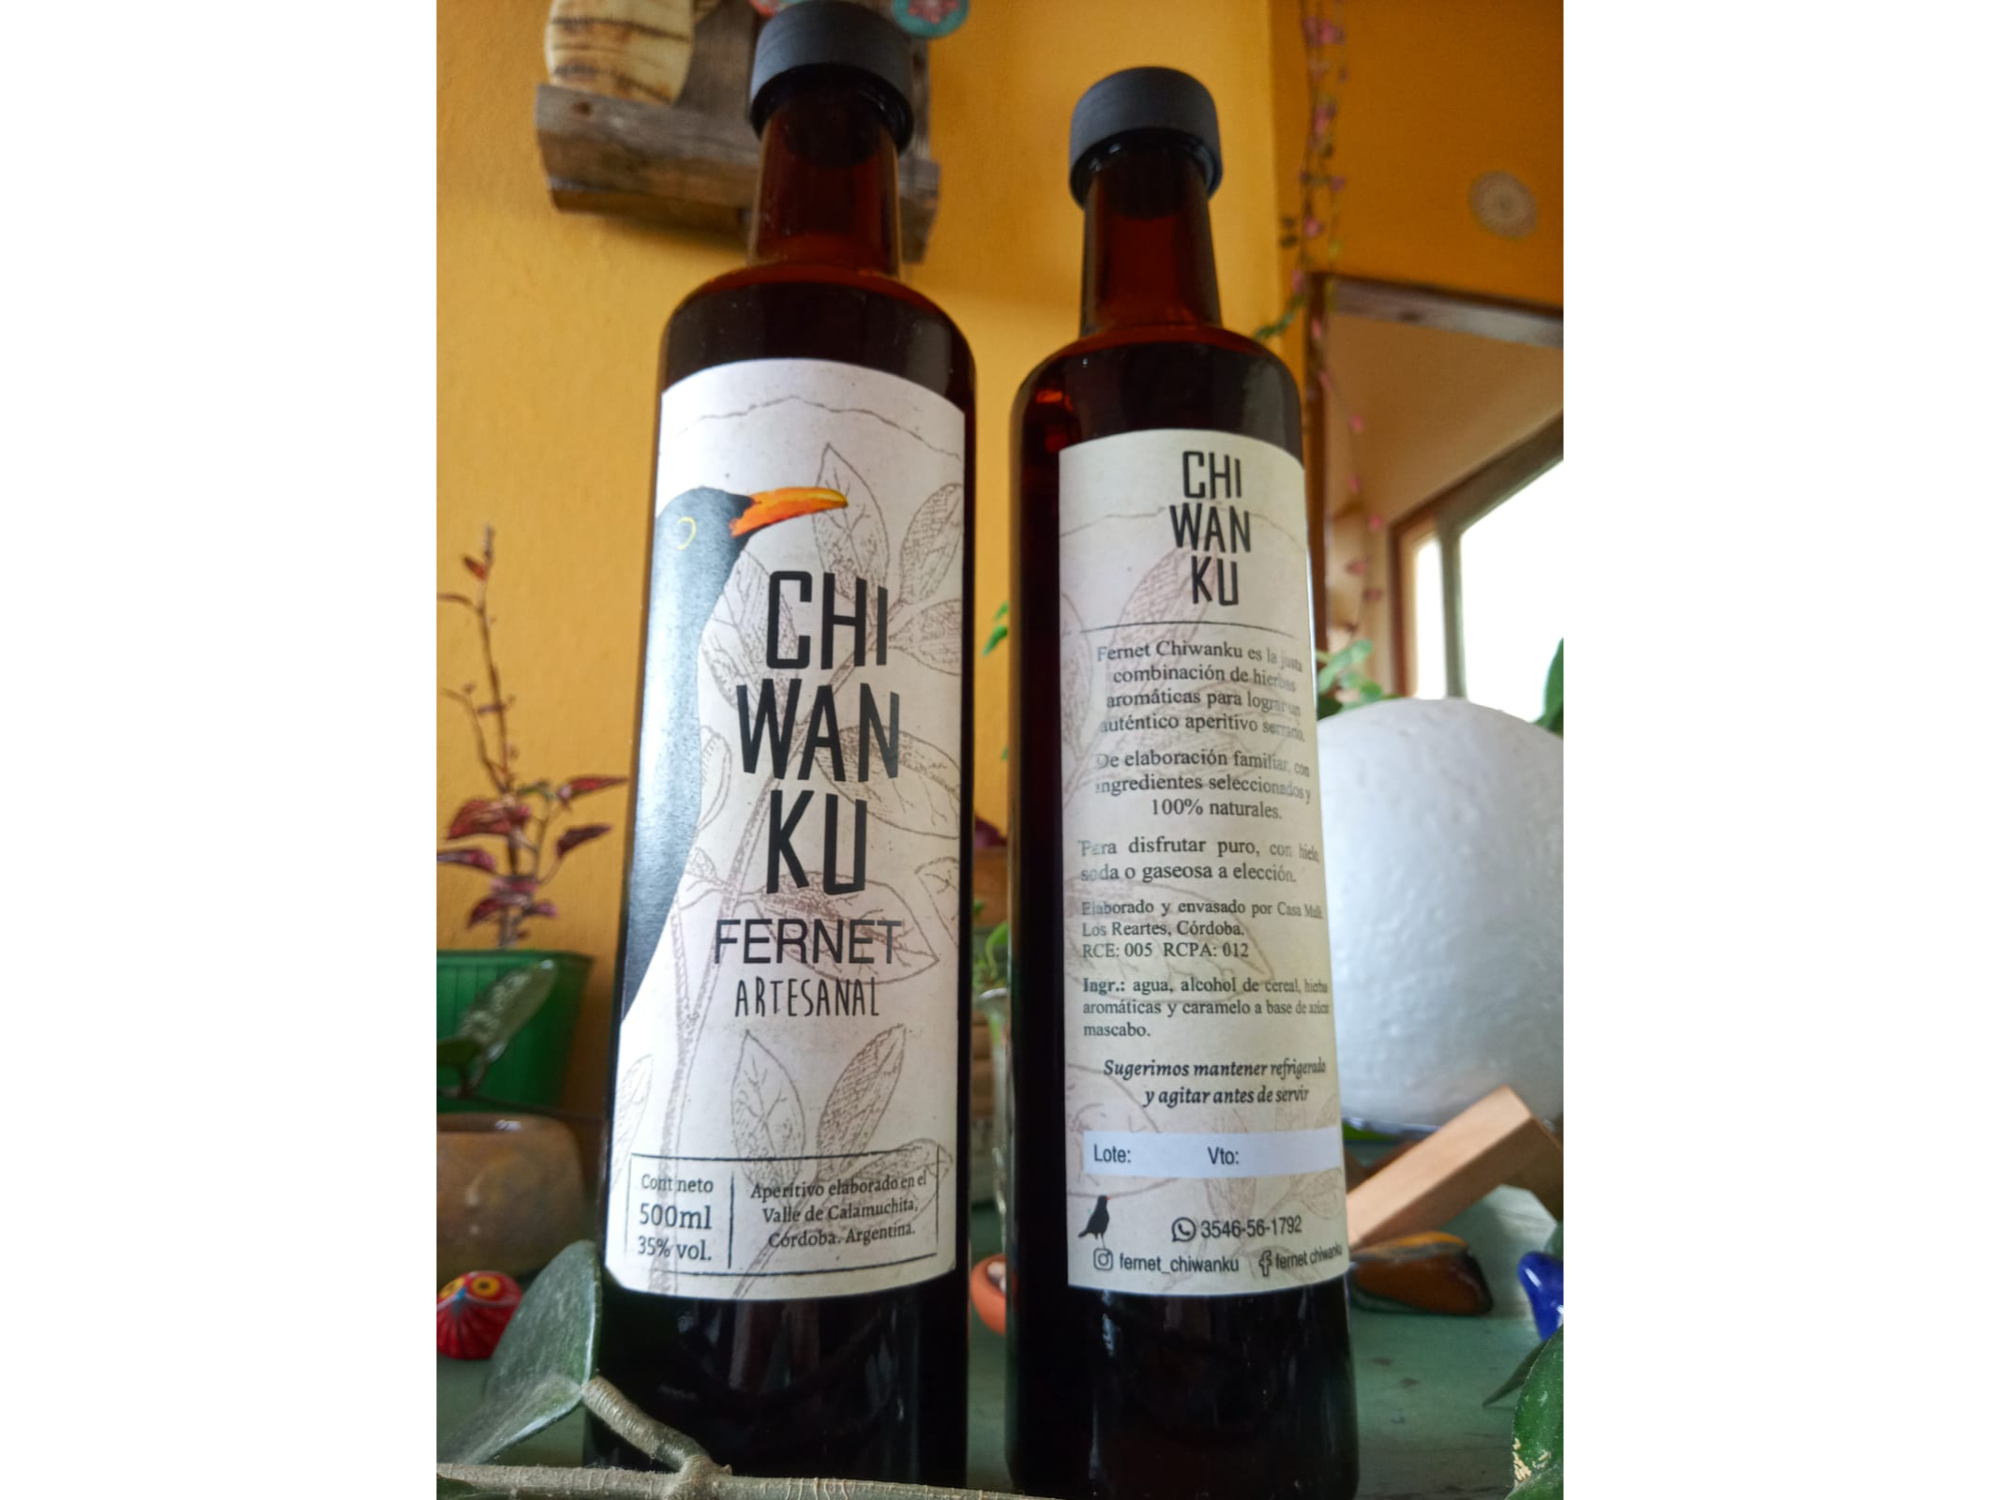 CHI
WAN
KU
FERNET
ARTESANAL
Cont neto
500ml
35% vol.
Aperitivo elaborado en el
Valle de Calamuchita,
Córdoba. Argentina.
CHI
WAN
KU
Fernet Chiwanku es la justa
combinación de hierbas
aromáticas para lograr un
auténtico aperitivo serrano.
De elaboración familiar, con
ingredientes seleccionados y
100% naturales.
Para disfrutar puro, con hielo,
soda o gaseosa a elección.
Elaborado y envasado por Casa
Los Reartes, Córdoba.
RCE: 005 RCPA: 012
Ingr.: agua, alcohol de cereal, hierbas
aromáticas y caramelo a base de azúcar
mascabo.
Sugerimos mantener refrigerado
y agitar antes de servir
Lote: Vto:
3546-56-1792
fernet_chiwanku fernet chiwanku